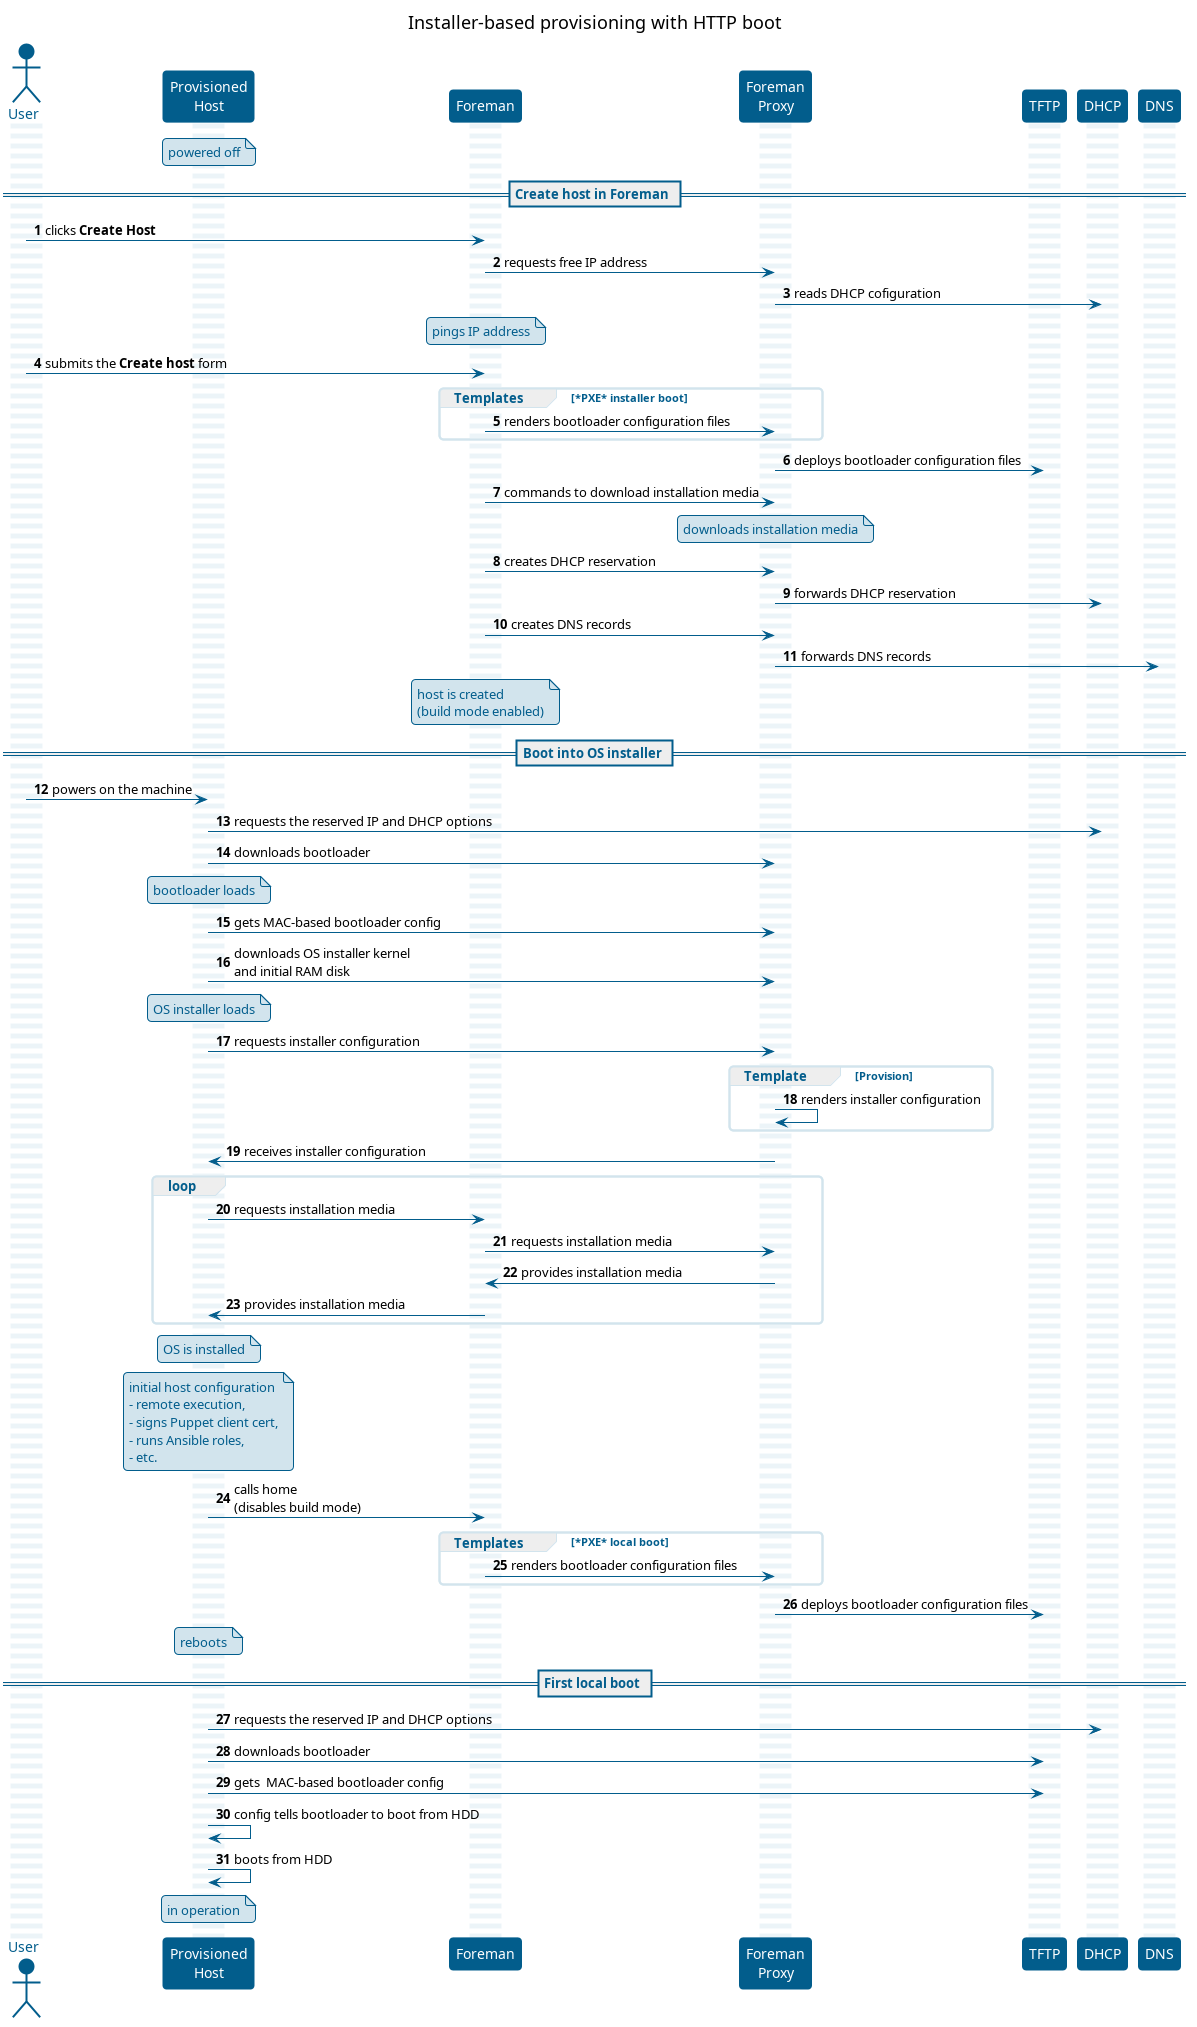 Installer-based provisioning with HTTP boot
User
Provisioned
Host
Foreman
Foreman
Proxy
TFTP
DHCP
DNS
powered off
Create host in Foreman
1 clicks Create Host
2 requests free IP address
3 reads DHCP cofiguration
pings IP address
4 submits the Create host form
Templates [*PXE* installer boot]
5 renders bootloader configuration files
6 deploys bootloader configuration files
7 commands to download installation media
downloads installation media
8 creates DHCP reservation
9 forwards DHCP reservation
10 creates DNS records
11 forwards DNS records
host is created
(build mode enabled)
Boot into OS installer
12 powers on the machine
13 requests the reserved IP and DHCP options
14 downloads bootloader
bootloader loads
15 gets MAC-based bootloader config
16 downloads OS installer kernel
and initial RAM disk
OS installer loads
17 requests installer configuration
Template [Provision]
18 renders installer configuration
19 receives installer configuration
loop
20 requests installation media
21 requests installation media
22 provides installation media
23 provides installation media
OS is installed
initial host configuration
- remote execution,
- signs Puppet client cert,
- runs Ansible roles,
- etc.
24 calls home
(disables build mode)
Templates [*PXE* local boot]
25 renders bootloader configuration files
26 deploys bootloader configuration files
reboots
First local boot
27 requests the reserved IP and DHCP options
28 downloads bootloader
29 gets  MAC-based bootloader config
30 config tells bootloader to boot from HDD
31 boots from HDD
in operation
User
Provisioned
Host
Foreman
Foreman
Proxy
TFTP
DHCP
DNS